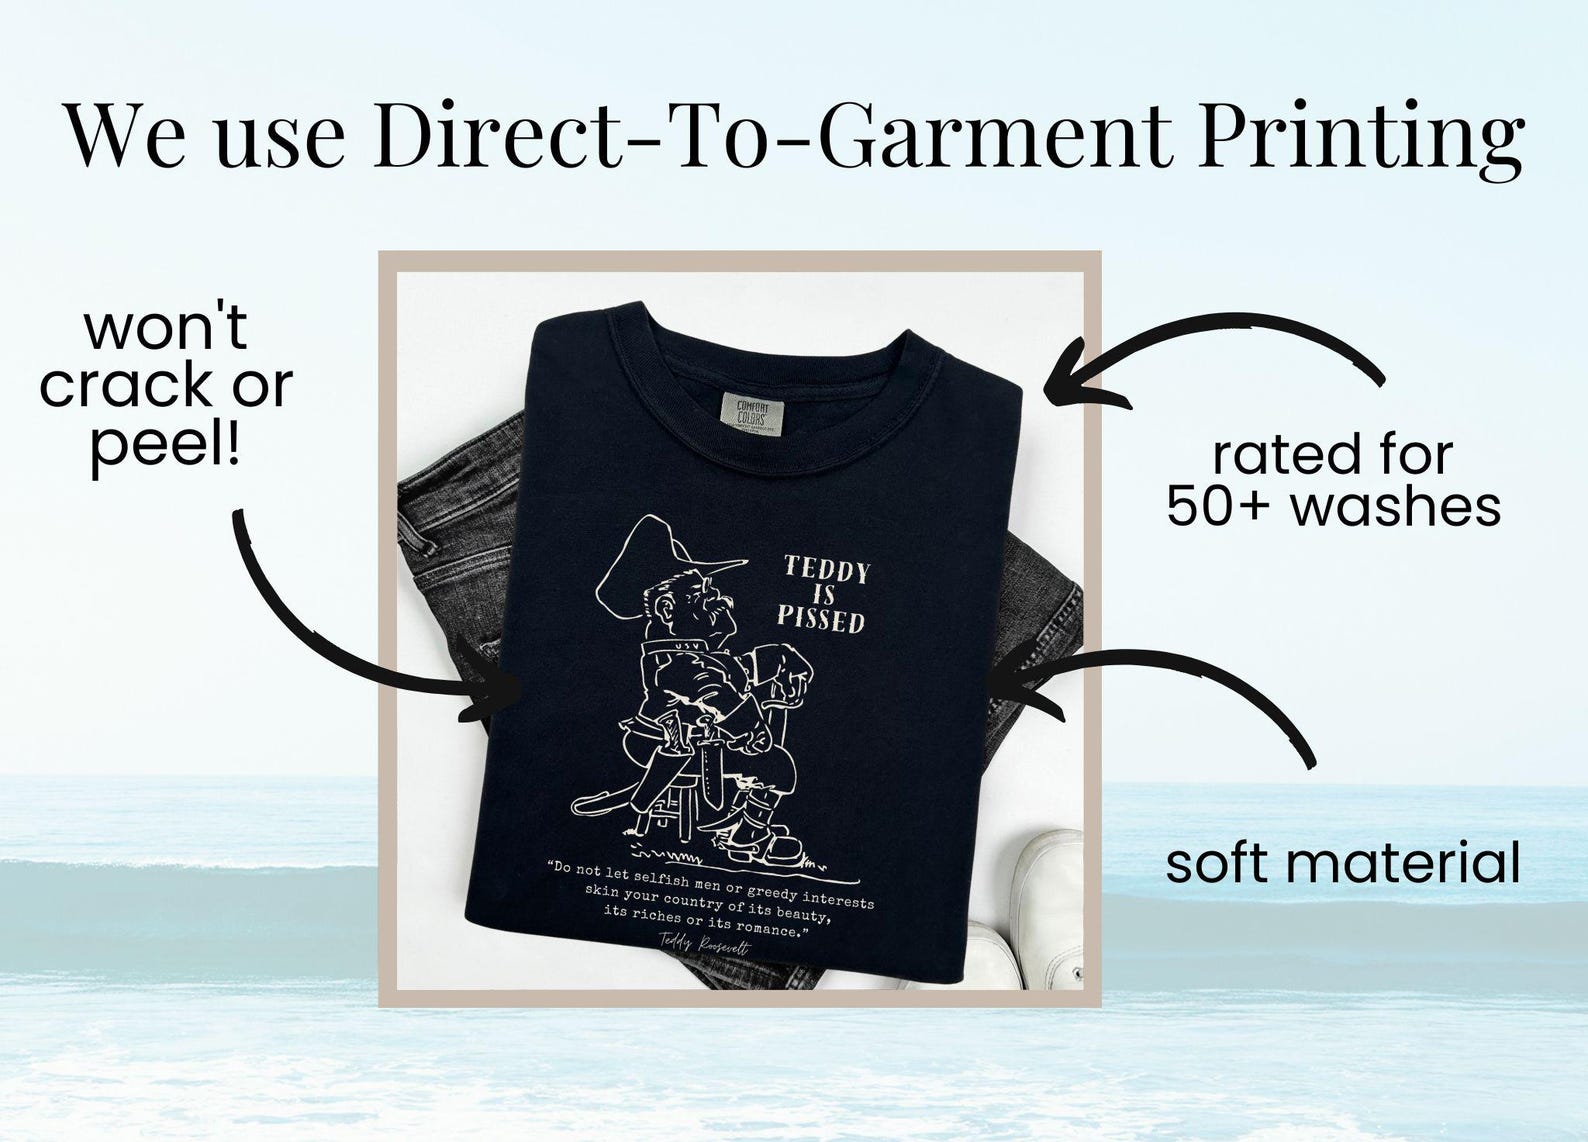 We use Direct-To-Garment Printing
won't
crack or
peel!
rated for
50+ washes
soft material
COMFORT
COLORS
TEDDY
IS
PISSED
USV
“Do not let selfish men or greedy interests
skin your country of its beauty,
its riches or its romance.”
Teddy Roosevelt